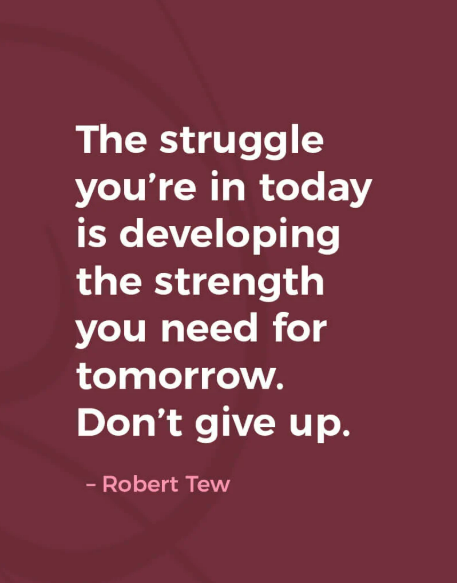 The struggle
you’re in today
is developing
the strength
you need for
tomorrow.
Don’t give up.
– Robert Tew